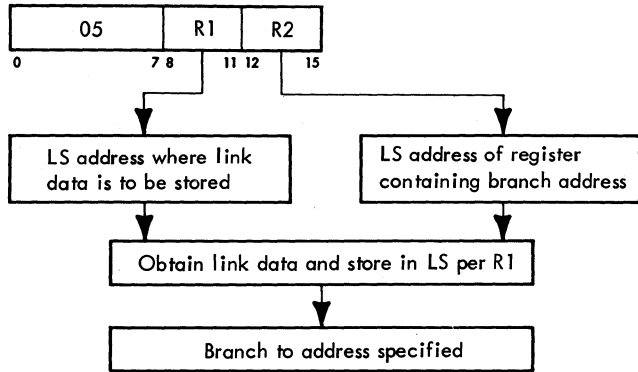 05 R1 R2
0 7 8 11 12 15
LS address where link
data is to be stored
LS address of register
containing branch address
Obtain link data and store in LS per R1
Branch to address specified